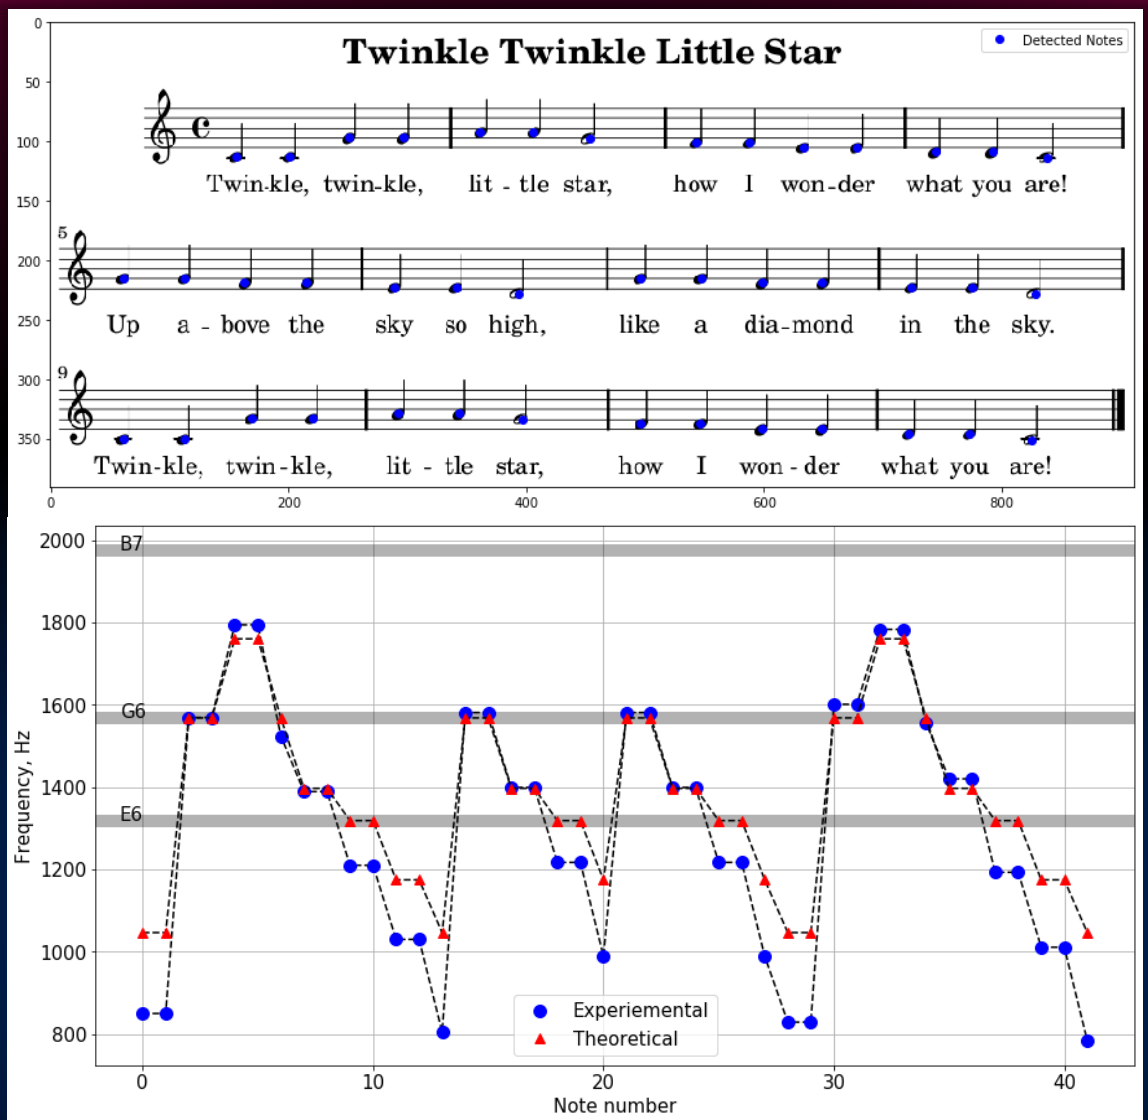 Twinkle Twinkle Little Star
Detected Notes
0
50
100
150
200
250
300
350
Twin-kle, twin-kle, lit - tle star, how I won-der what you are!
5
Up a - bove the sky so high, like a dia-mond in the sky.
9
Twin-kle, twin-kle, lit - tle star, how I won - der what you are!
0 200 400 600 800
2000
B7
1800
1600
G6
1400
E6
1200
1000
800
Frequency, Hz
Experiemental
Theoretical
0 10 20 30 40
Note number